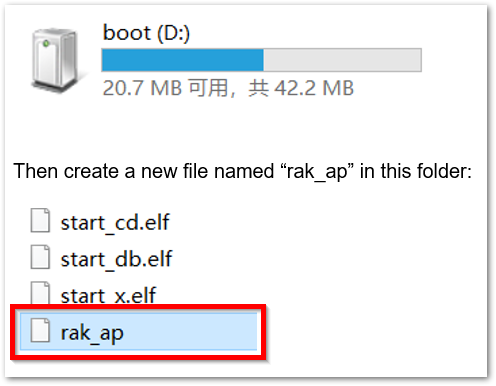 boot (D:)
20.7 MB 可用，共 42.2 MB
Then create a new file named “rak_ap” in this folder:
start_cd.elf
start_db.elf
start_x.elf
rak_ap